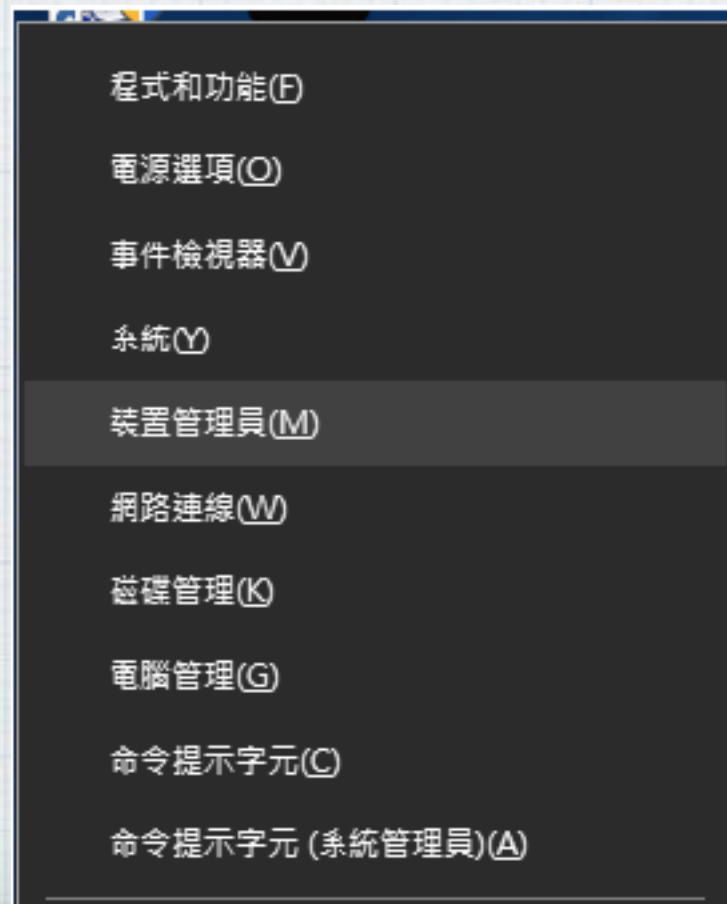 程式和功能(F)
電源選項(O)
事件檢視器(V)
系統(Y)
裝置管理員(M)
網路連線(W)
磁碟管理(K)
電腦管理(G)
命令提示字元(C)
命令提示字元 (系統管理員)(A)